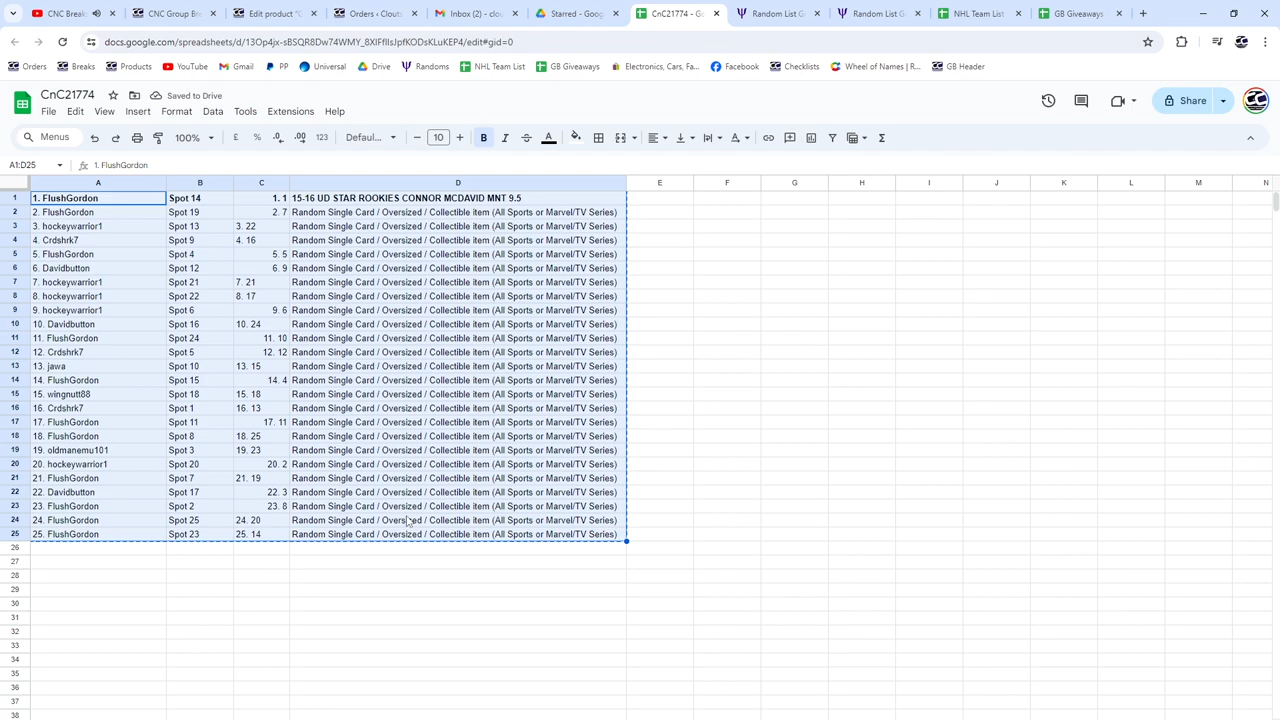 CNC Break
CNC Group Bre
Edit product "C
Orders ‹ Clouts
Inbox (2) - clou
Starred - Goog
CnC21774 - G
Random List G
Random List G
NHL Team List
GB Giveaways
docs.google.com/spreadsheets/d/13Op4jx-sBSQR8Dw74WMY_8XIFfIlsJpfKODsKLuKEP4/edit#gid=0
Orders Breaks Products YouTube Gmail PP Universal Drive Randoms NHL Team List GB Giveaways Electronics, Cars, Fa... Facebook Checklists Wheel of Names | R... GB Header
CnC21774 Saved to Drive
File Edit View Insert Format Data Tools Extensions Help
Share
Menus 100% £ % .0 .00 123 Defaul... 10 B I A
A1:D25 fx 1. FlushGordon
A B C D E F G H I J K L M N
1 1. FlushGordon Spot 14 1. 1 15-16 UD STAR ROOKIES CONNOR MCDAVID MNT 9.5
2 2. FlushGordon Spot 19 2. 7 Random Single Card / Oversized / Collectible item (All Sports or Marvel/TV Series)
3 3. hockeywarrior1 Spot 13 3. 22 Random Single Card / Oversized / Collectible item (All Sports or Marvel/TV Series)
4 4. Crdshrk7 Spot 9 4. 16 Random Single Card / Oversized / Collectible item (All Sports or Marvel/TV Series)
5 5. FlushGordon Spot 4 5. 5 Random Single Card / Oversized / Collectible item (All Sports or Marvel/TV Series)
6 6. Davidbutton Spot 12 6. 9 Random Single Card / Oversized / Collectible item (All Sports or Marvel/TV Series)
7 7. hockeywarrior1 Spot 21 7. 21 Random Single Card / Oversized / Collectible item (All Sports or Marvel/TV Series)
8 8. hockeywarrior1 Spot 22 8. 17 Random Single Card / Oversized / Collectible item (All Sports or Marvel/TV Series)
9 9. hockeywarrior1 Spot 6 9. 6 Random Single Card / Oversized / Collectible item (All Sports or Marvel/TV Series)
10 10. Davidbutton Spot 16 10. 24 Random Single Card / Oversized / Collectible item (All Sports or Marvel/TV Series)
11 11. FlushGordon Spot 24 11. 10 Random Single Card / Oversized / Collectible item (All Sports or Marvel/TV Series)
12 12. Crdshrk7 Spot 5 12. 12 Random Single Card / Oversized / Collectible item (All Sports or Marvel/TV Series)
13 13. jawa Spot 10 13. 15 Random Single Card / Oversized / Collectible item (All Sports or Marvel/TV Series)
14 14. FlushGordon Spot 15 14. 4 Random Single Card / Oversized / Collectible item (All Sports or Marvel/TV Series)
15 15. wingnutt88 Spot 18 15. 18 Random Single Card / Oversized / Collectible item (All Sports or Marvel/TV Series)
16 16. Crdshrk7 Spot 1 16. 13 Random Single Card / Oversized / Collectible item (All Sports or Marvel/TV Series)
17 17. FlushGordon Spot 11 17. 11 Random Single Card / Oversized / Collectible item (All Sports or Marvel/TV Series)
18 18. FlushGordon Spot 8 18. 25 Random Single Card / Oversized / Collectible item (All Sports or Marvel/TV Series)
19 19. oldmanemu101 Spot 3 19. 23 Random Single Card / Oversized / Collectible item (All Sports or Marvel/TV Series)
20 20. hockeywarrior1 Spot 20 20. 2 Random Single Card / Oversized / Collectible item (All Sports or Marvel/TV Series)
21 21. FlushGordon Spot 7 21. 19 Random Single Card / Oversized / Collectible item (All Sports or Marvel/TV Series)
22 22. Davidbutton Spot 17 22. 3 Random Single Card / Oversized / Collectible item (All Sports or Marvel/TV Series)
23 23. FlushGordon Spot 2 23. 8 Random Single Card / Oversized / Collectible item (All Sports or Marvel/TV Series)
24 24. FlushGordon Spot 25 24. 20 Random Single Card / Oversized / Collectible item (All Sports or Marvel/TV Series)
25 25. FlushGordon Spot 23 25. 14 Random Single Card / Oversized / Collectible item (All Sports or Marvel/TV Series)
26
27
28
29
30
31
32
33
34
35
36
37
38